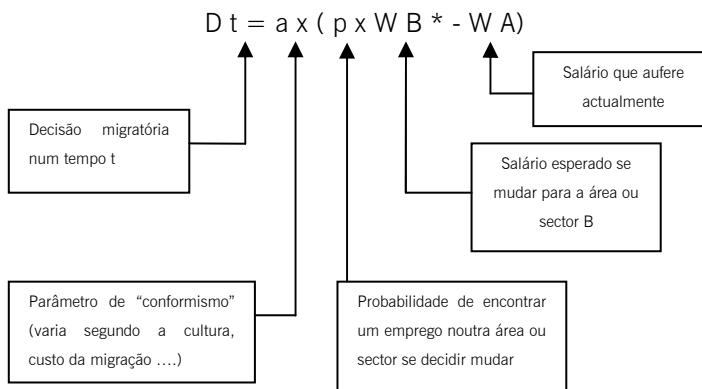 D t = a x ( p x W B * - W A)
Salário que aufere
actualmente
Decisão migratória
num tempo t
Salário esperado se
mudar para a área ou
sector B
Parâmetro de “conformismo”
(varia segundo a cultura,
custo da migração ….)
Probabilidade de encontrar
um emprego noutra área ou
sector se decidir mudar